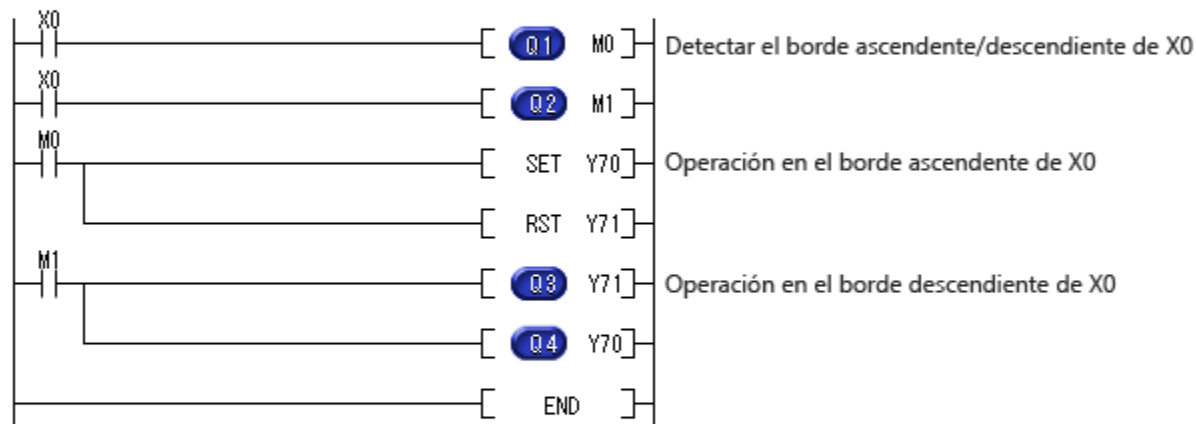 X0
Q1 M0 Detectar el borde ascendente/descendiente de X0
X0
Q2 M1
M0
SET Y70 Operación en el borde ascendente de X0
RST Y71
M1
Q3 Y71 Operación en el borde descendiente de X0
Q4 Y70
END